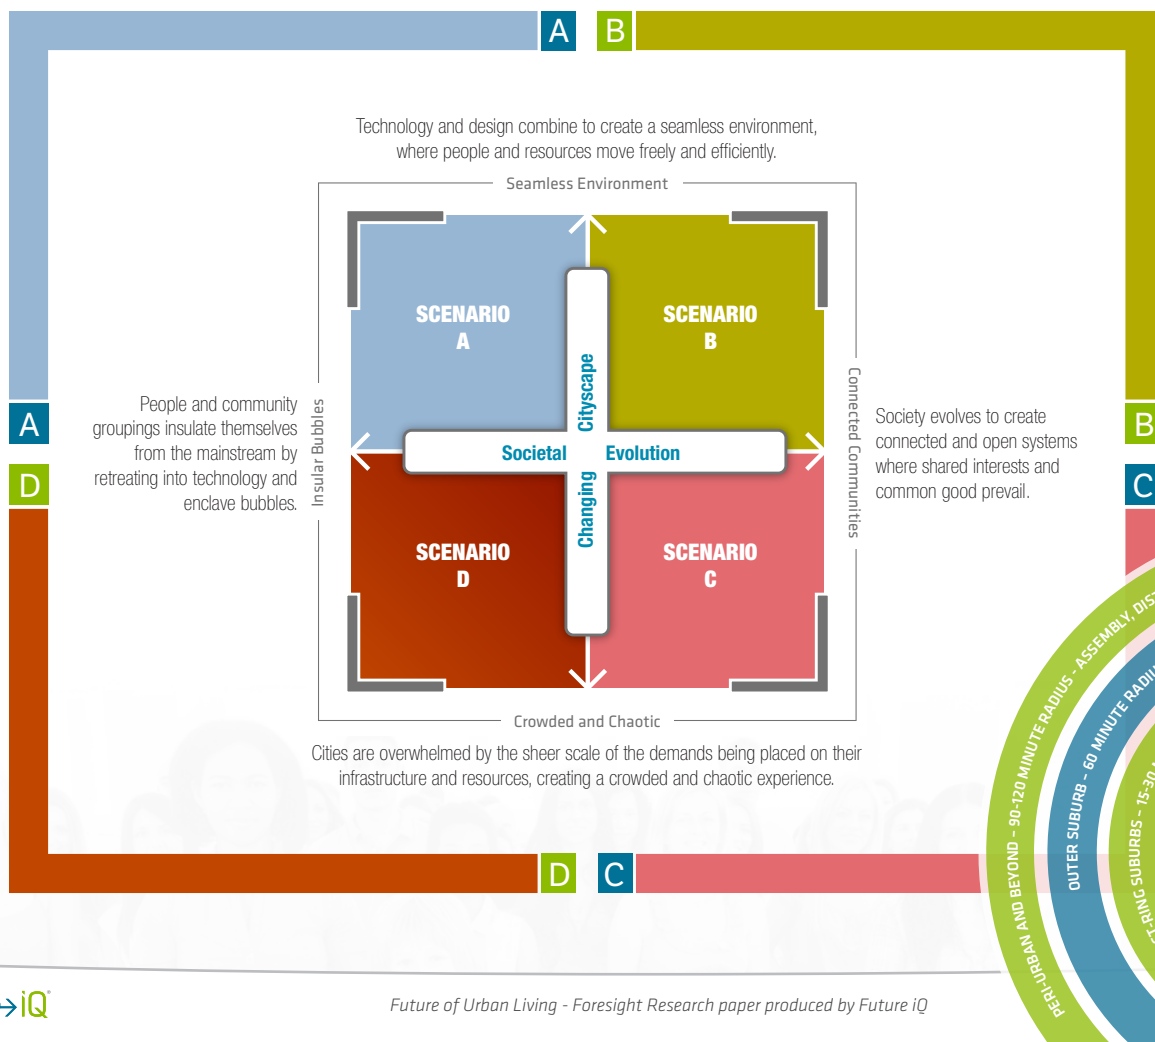 A
B
Technology and design combine to create a seamless environment,
where people and resources move freely and efficiently.
Seamless Environment
SCENARIO
A
SCENARIO
B
Cityscape
Changing
Societal Evolution
Insular Bubbles
Connected Communities
People and community
groupings insulate themselves
from the mainstream by
retreating into technology and
enclave bubbles.
Society evolves to create
connected and open systems
where shared interests and
common good prevail.
A
D
B
C
SCENARIO
D
SCENARIO
C
Crowded and Chaotic
Cities are overwhelmed by the sheer scale of the demands being placed on their
infrastructure and resources, creating a crowded and chaotic experience.
D
C
PERI-URBAN AND BEYOND – 90-120 MINUTE RADIUS - ASSEMBLY,
OUTER SUBURB – 60 MINUTE
SUBURBS – 15-30
iQ
Future of Urban Living - Foresight Research paper produced by Future iQ